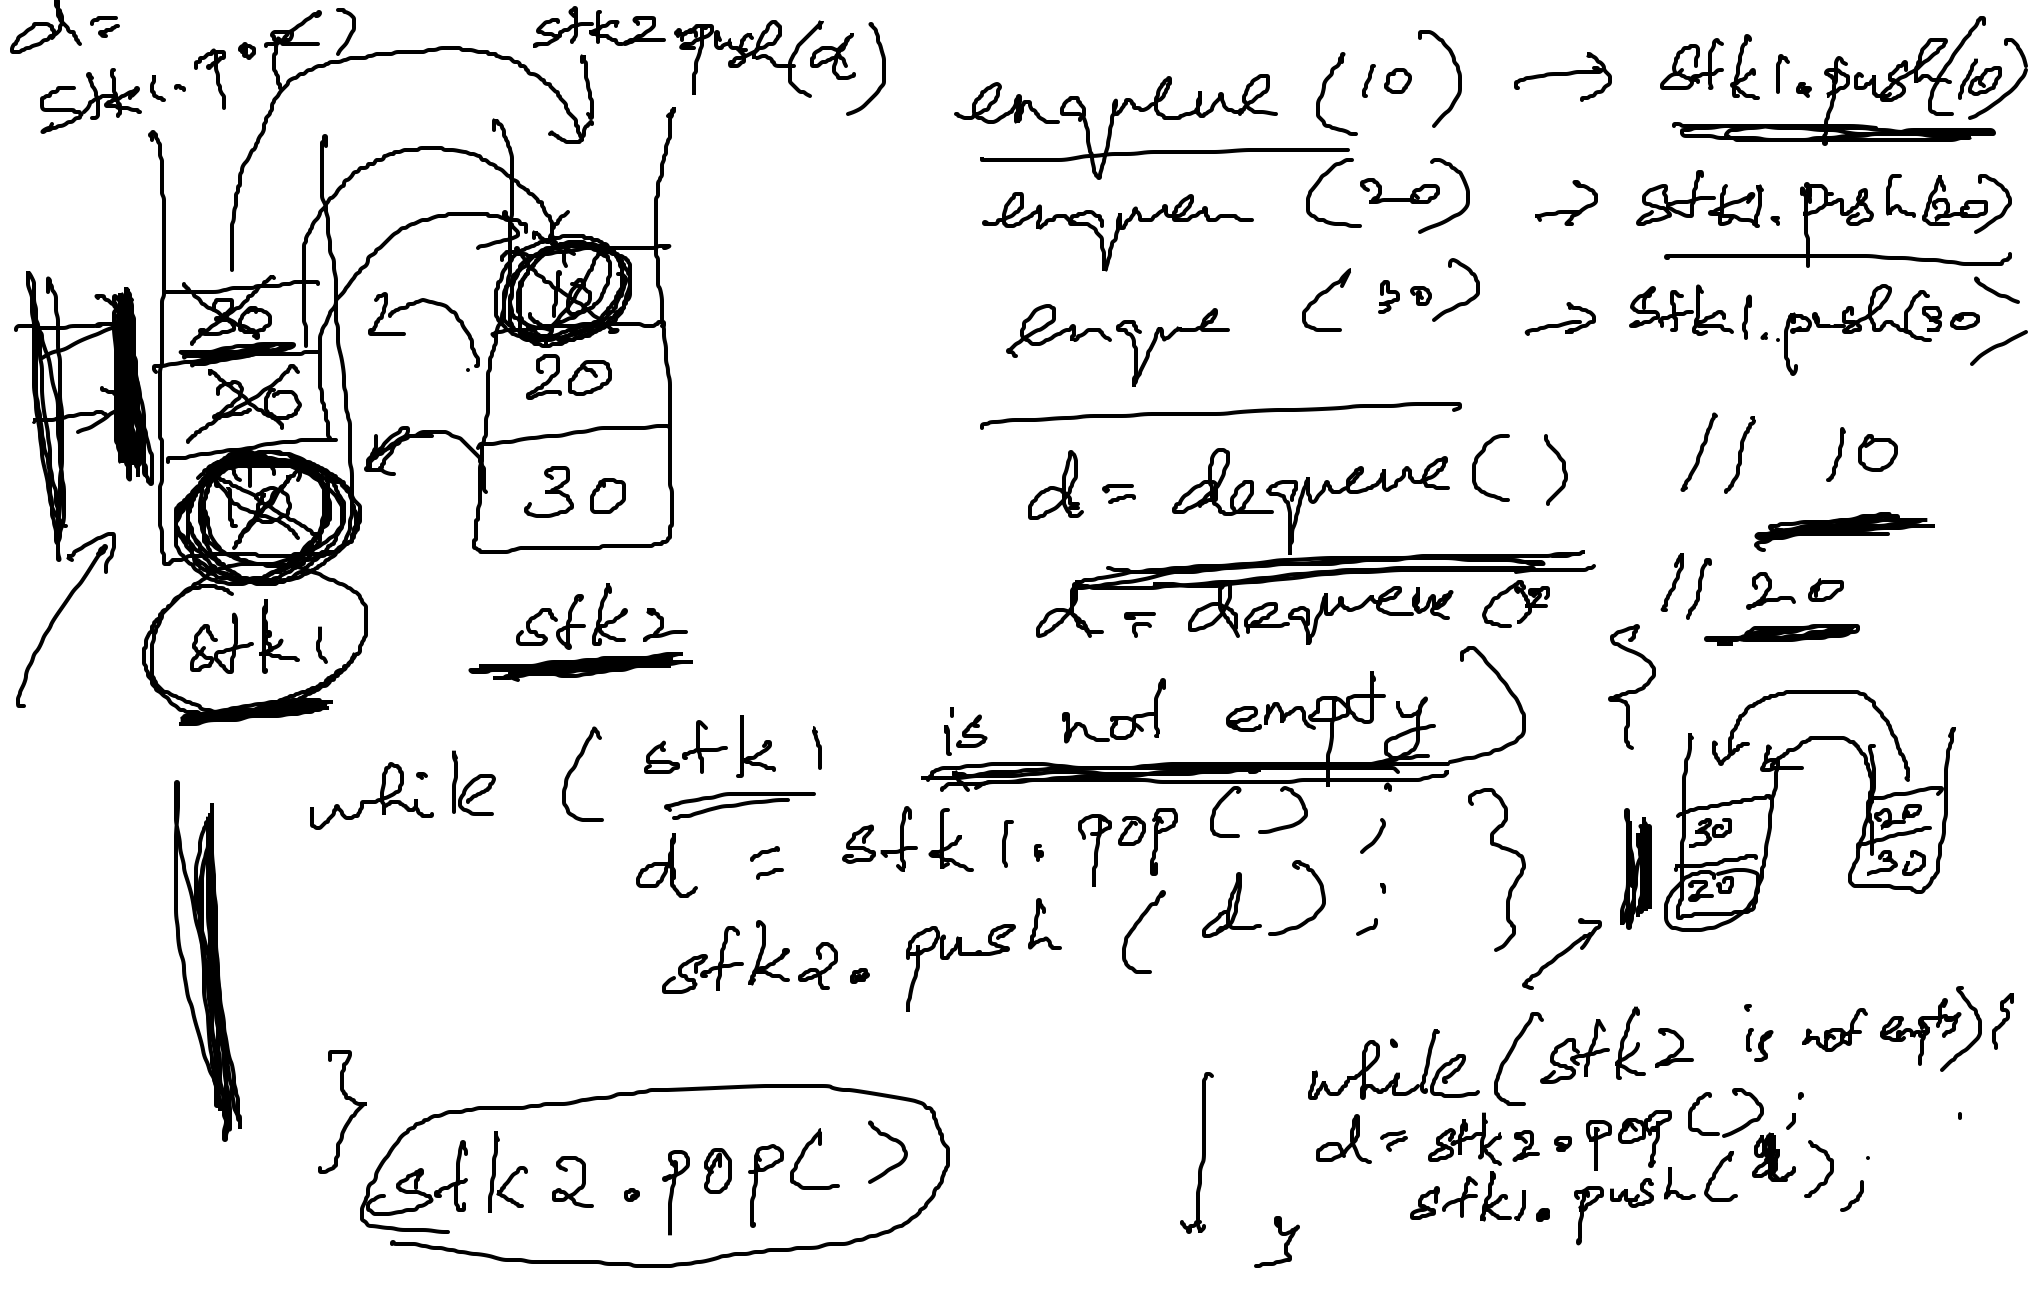 d =
stk1.pop()
stk2.push(d)
30
20
10
stk1
10
20
30
stk2
enqueue (10) → stk1.push(10)
enqueue (20) → stk1.push(20)
enque (30) → stk1.push(30)
d = dequeue() // 10
d = dequeue() // 20
while (stk1 is not empty) {
d = stk1.pop();
stk2.push(d);
}
stk2.pop()
30
20
20
30
while (stk2 is not empty) {
d = stk2.pop();
stk1.push(d);
}